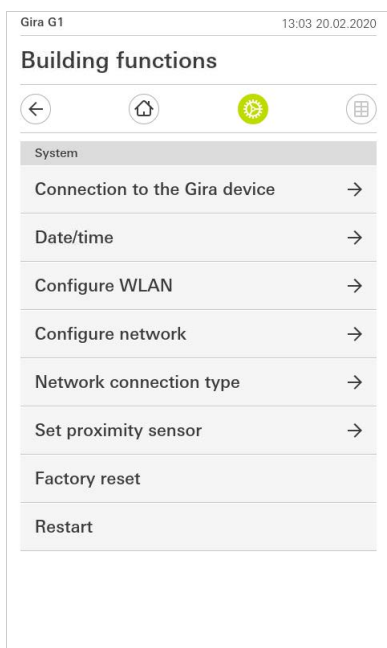 Gira G1
13:03 20.02.2020
Building functions
System
Connection to the Gira device
Date/time
Configure WLAN
Configure network
Network connection type
Set proximity sensor
Factory reset
Restart